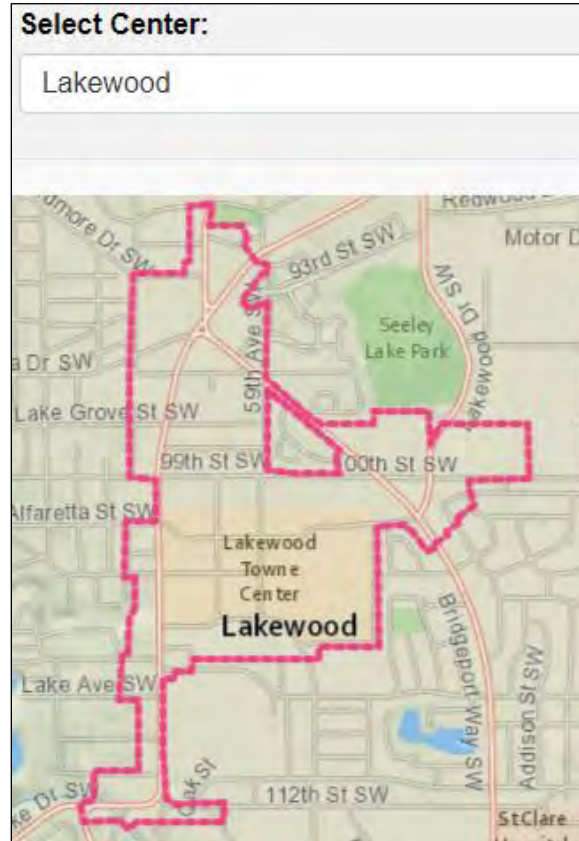 Select Center:
Lakewood
dmore Dr SW
Redwood
Motor D
93rd St SW
Lakewood Dr SW
Seeley
Lake Park
59th Ave SW
a Dr SW
Lake Grove St SW
99th St SW
00th St SW
Alfaretta St SW
Lakewood
Towne
Center
Lakewood
Bridgeport Way SW
Addison St SW
Lake Ave SW
Oak St
112th St SW
ke Dr SW
StClare